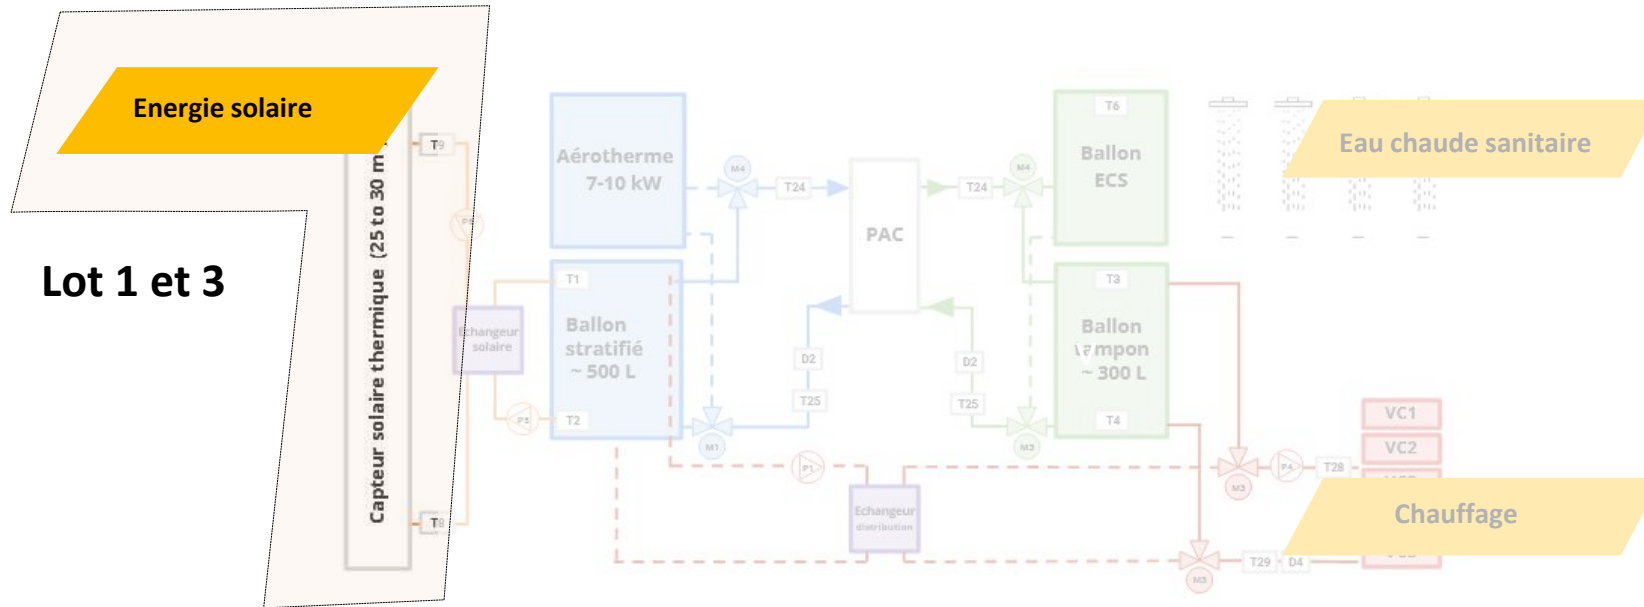 Energie solaire
Lot 1 et 3
Capteur solaire thermique (25 to 30 m
T9
P5
T8
Echangeur
solaire
P5
Aérotherme
7-10 kW
T1
Ballon
stratifié
~ 500 L
T2
M4
T24
D2
T25
M1
PAC
T24
M4
D2
T25
M3
T6
Ballon
ECS
T3
Ballon
tampon
~ 300 L
T4
Eau chaude sanitaire
P1
Echangeur
distribution
M3
P4
T28
M3
T29
D4
VC1
VC2
Chauffage